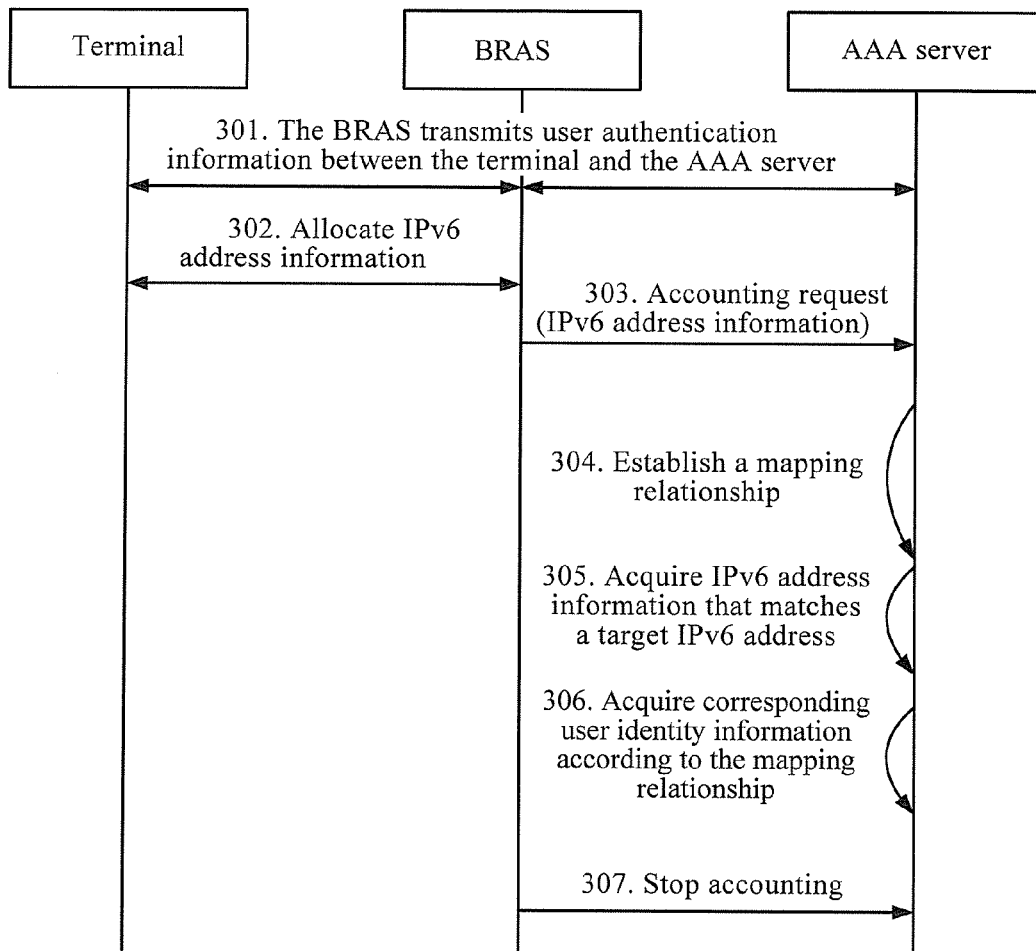 Terminal
BRAS
AAA server
301. The BRAS transmits user authentication
information between the terminal and the AAA server
302. Allocate IPv6
address information
303. Accounting request
(IPv6 address information)
304. Establish a mapping
relationship
305. Acquire IPv6 address
information that matches
a target IPv6 address
306. Acquire corresponding
user identity information
according to the mapping
relationship
307. Stop accounting